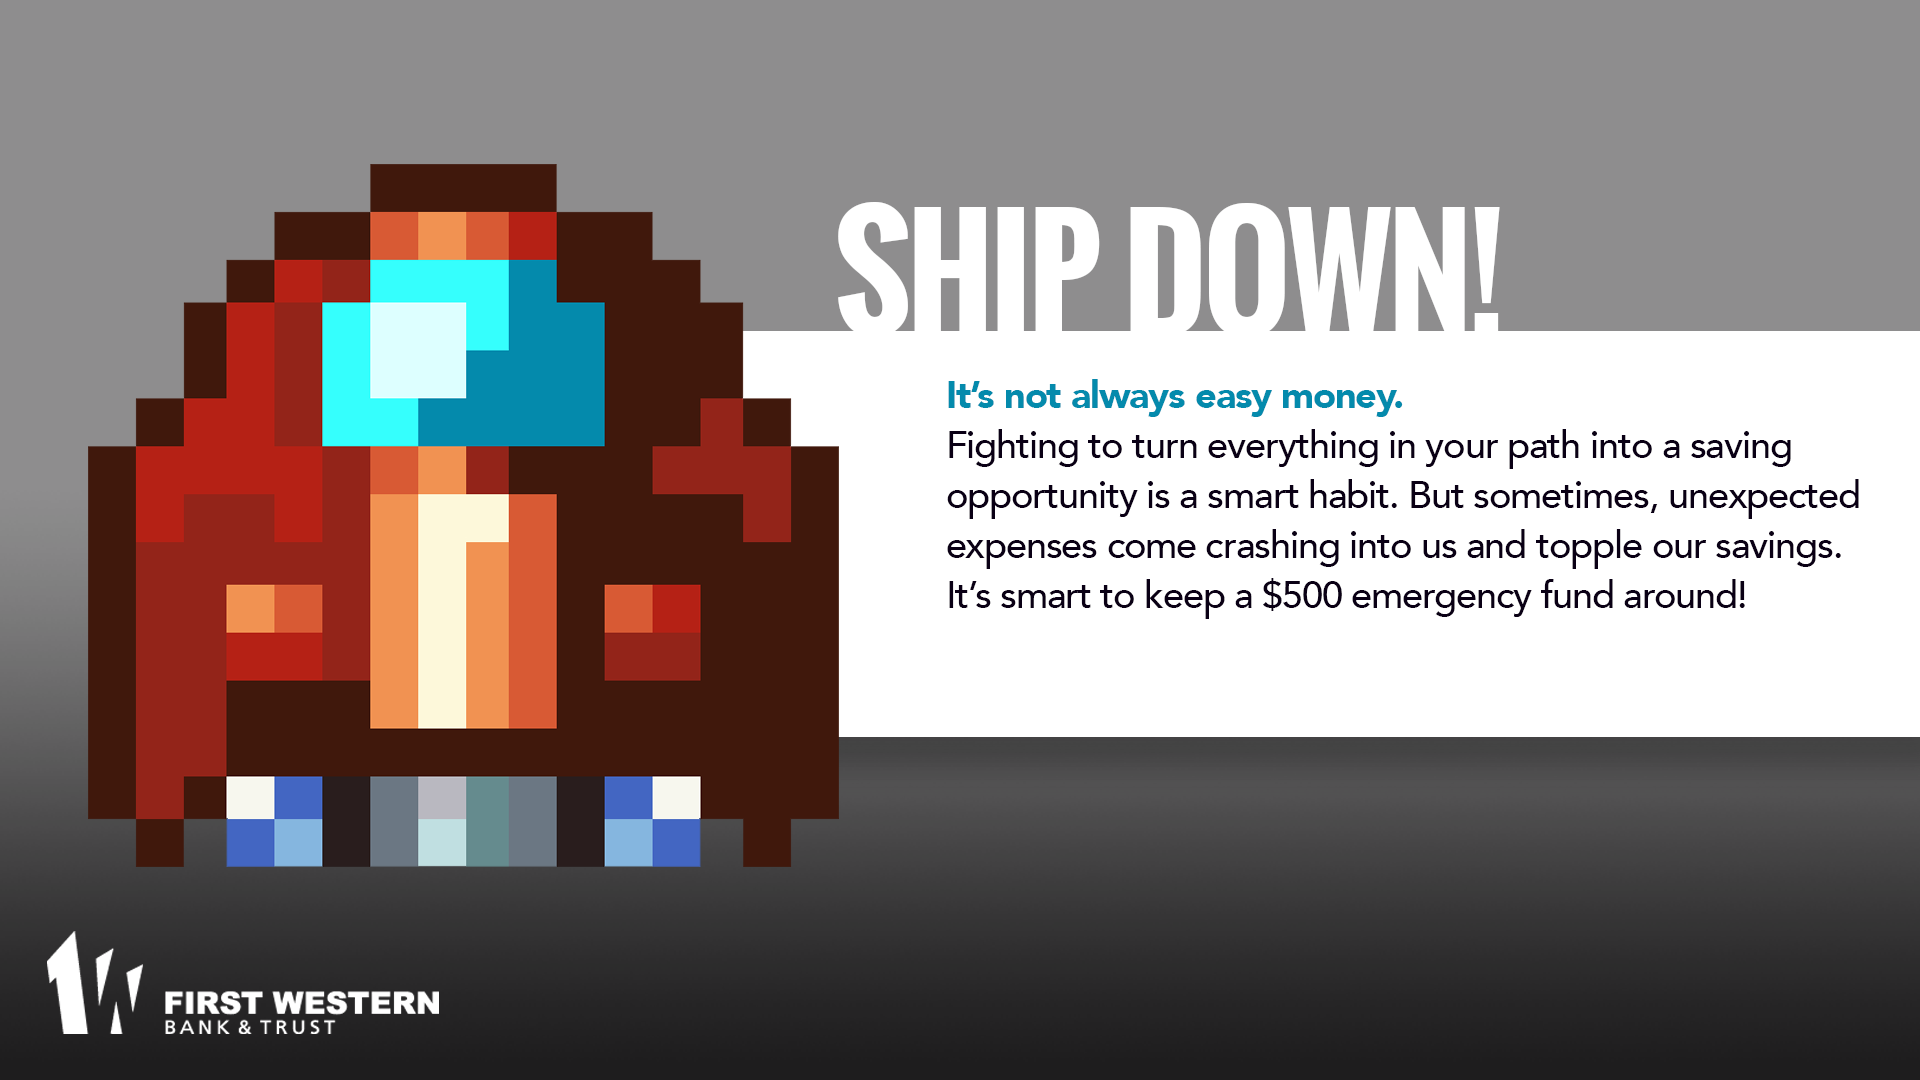 SHIP DOWN!
It’s not always easy money.
Fighting to turn everything in your path into a saving
opportunity is a smart habit. But sometimes, unexpected
expenses come crashing into us and topple our savings.
It’s smart to keep a $500 emergency fund around!
1W
FIRST WESTERN
BANK & TRUST